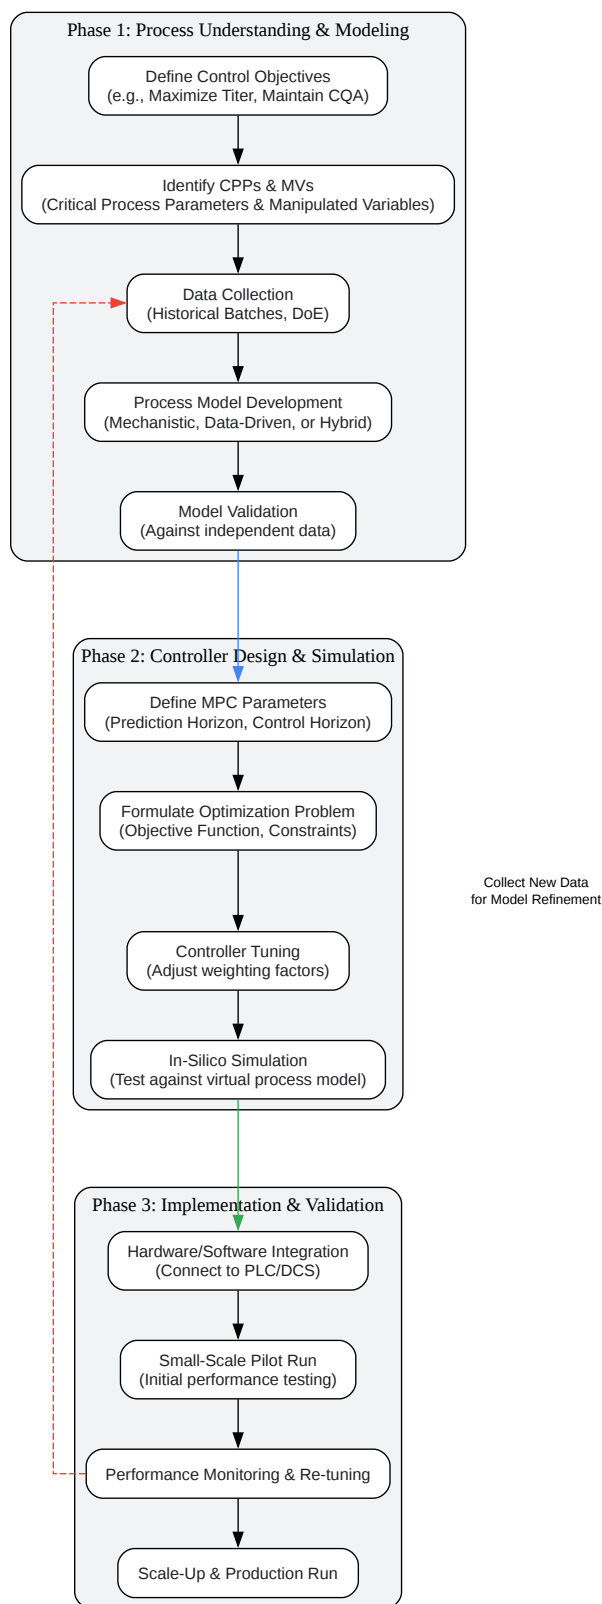 Phase 1: Process Understanding & Modeling
Define Control Objectives
(e.g., Maximize Titer, Maintain CQA)
Identify CPPs & MVs
(Critical Process Parameters & Manipulated Variables)
Data Collection
(Historical Batches, DoE)
Process Model Development
(Mechanistic, Data-Driven, or Hybrid)
Model Validation
(Against independent data)
Phase 2: Controller Design & Simulation
Define MPC Parameters
(Prediction Horizon, Control Horizon)
Formulate Optimization Problem
(Objective Function, Constraints)
Collect New Data
for Model Refinement
Controller Tuning
(Adjust weighting factors)
In-Silico Simulation
(Test against virtual process model)
Phase 3: Implementation & Validation
Hardware/Software Integration
(Connect to PLC/DCS)
Small-Scale Pilot Run
(Initial performance testing)
Performance Monitoring & Re-tuning
Scale-Up & Production Run